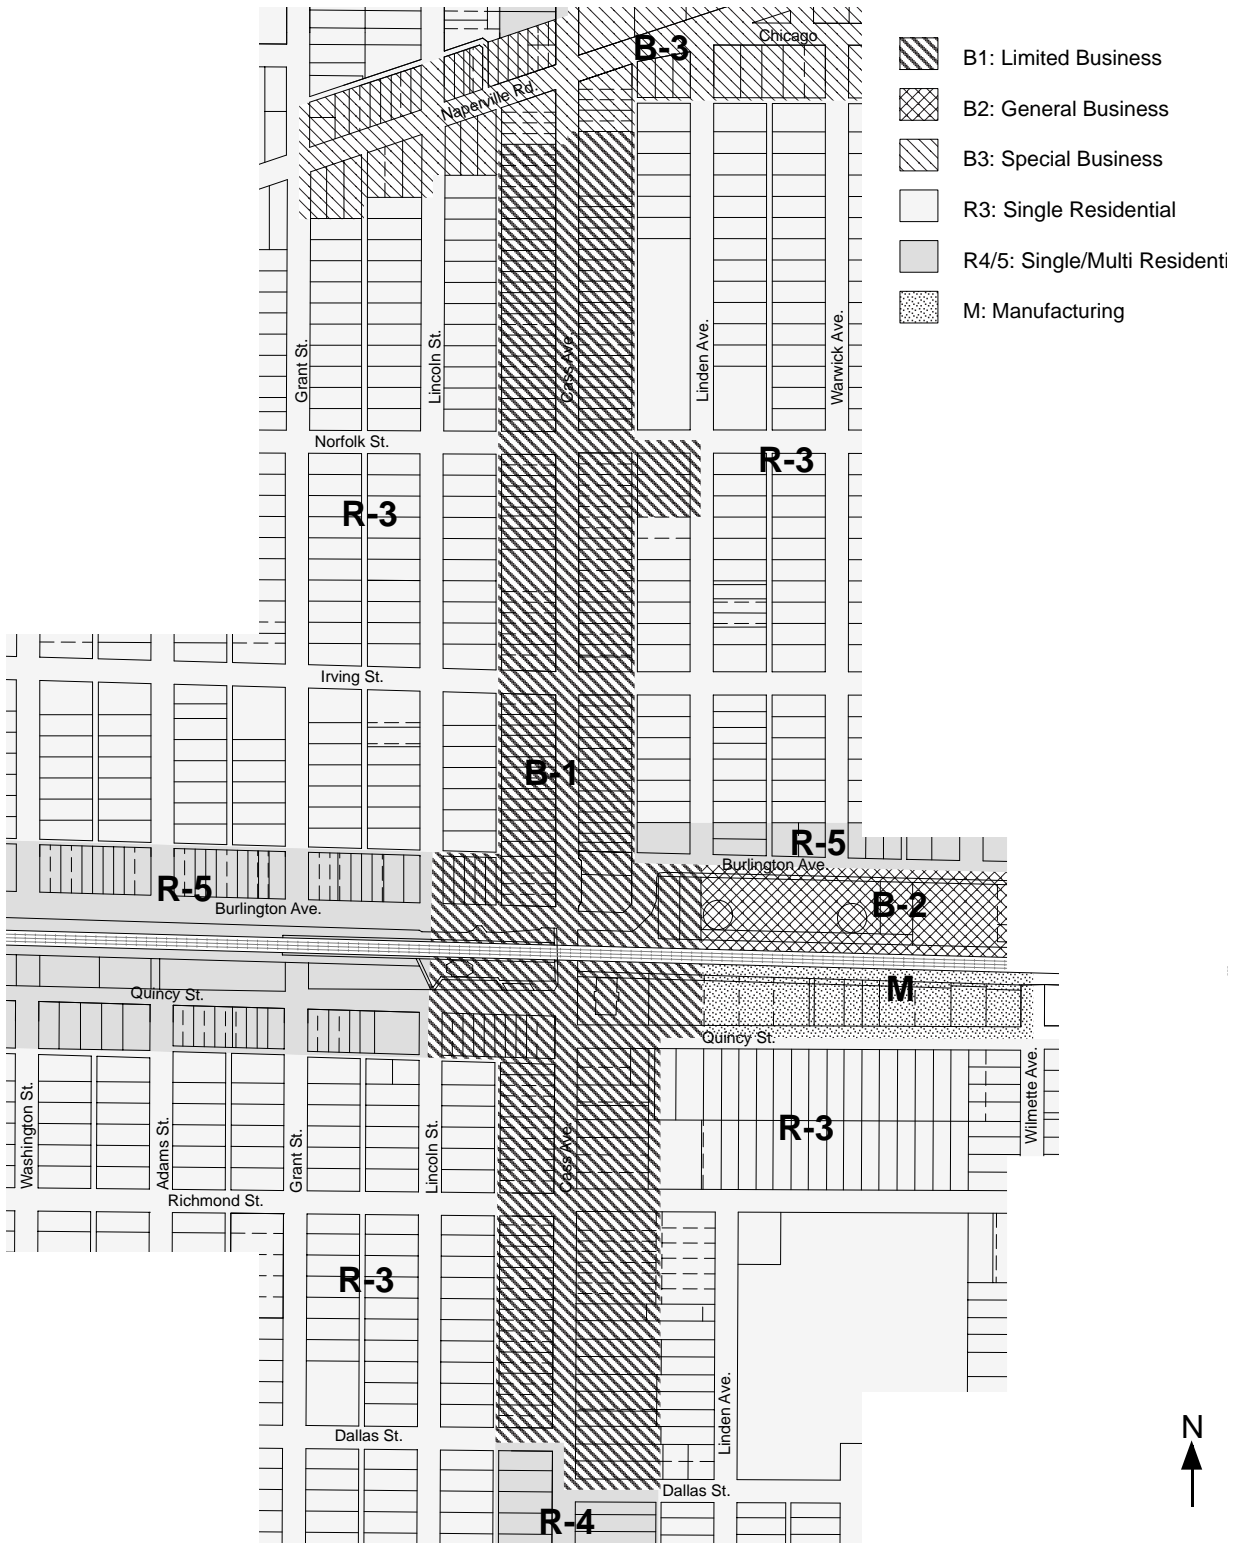 Chicago
B-3
Naperville Rd.
B1: Limited Business
B2: General Business
B3: Special Business
R3: Single Residential
R4/5: Single/Multi Residenti
M: Manufacturing
Grant St.
Lincoln St.
Cass Ave.
Linden Ave.
Warwick Ave.
Norfolk St.
R-3
R-3
Irving St.
B-1
R-5
Burlington Ave.
R-5
Burlington Ave.
B-2
Quincy St.
M
Quincy St.
Washington St.
Adams St.
Grant St.
Lincoln St.
Cass Ave.
R-3
Wilmette Ave.
Richmond St.
R-3
Linden Ave.
Dallas St.
Dallas St.
R-4
N